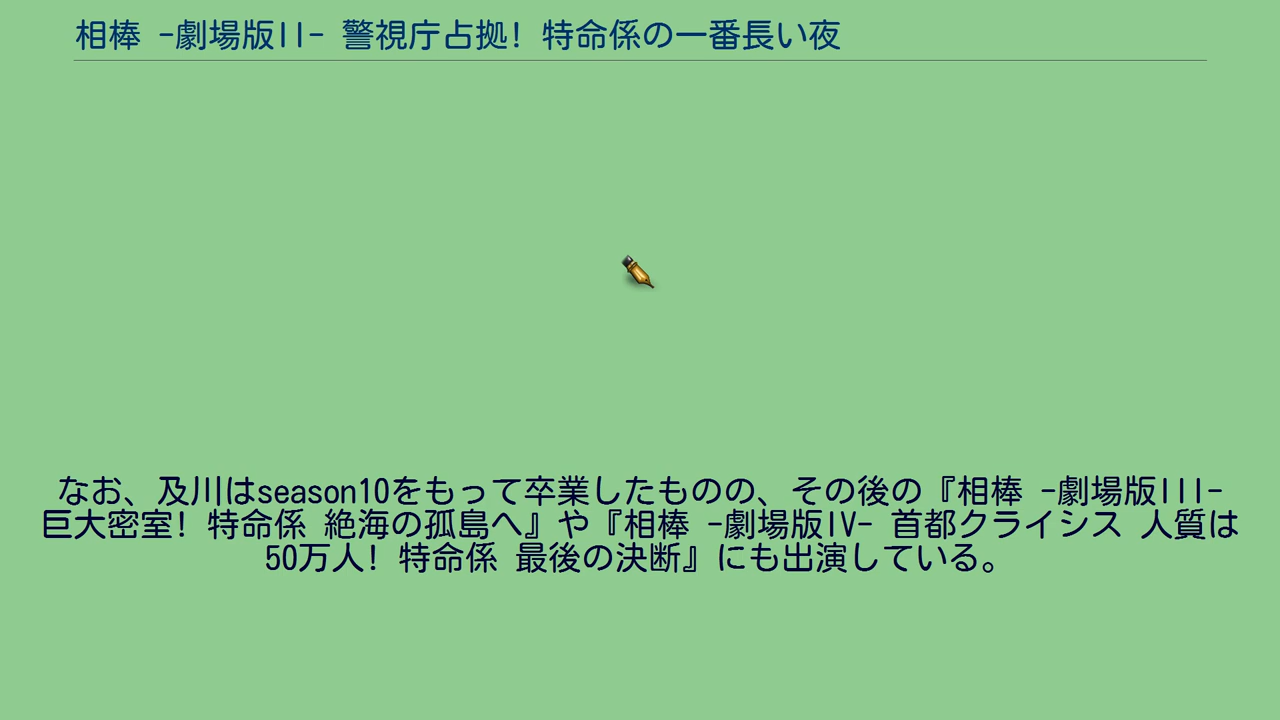 相棒 -劇場版II- 警視庁占拠! 特命係の一番長い夜
なお、及川はseason10をもって卒業したものの、その後の『相棒 -劇場版III-
巨大密室! 特命係 絶海の孤島へ』や『相棒 -劇場版IV- 首都クライシス 人質は
50万人! 特命係 最後の決断』にも出演している。